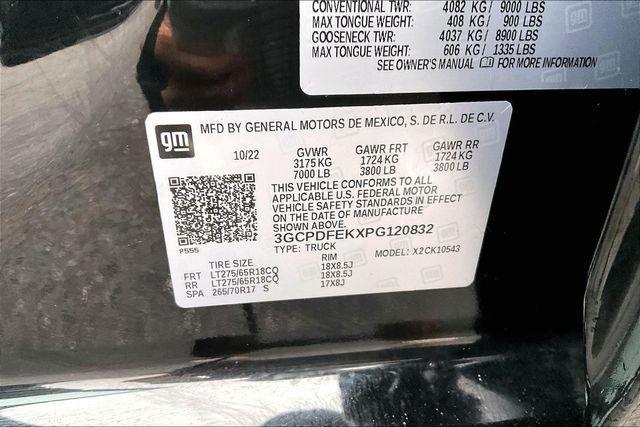 CONVENTIONAL TWR: 4082 KG / 9000 LBS
MAX TONGUE WEIGHT: 408 KG / 900 LBS
GOOSENECK TWR: 4037 KG / 8900 LBS
MAX TONGUE WEIGHT: 606 KG / 1335 LBS
SEE OWNER'S MANUAL FOR MORE INFORMATION
gm
MFD BY GENERAL MOTORS DE MEXICO, S. DE R.L. DE C.V.
10/22 GVWR GAWR FRT GAWR RR
3175 KG 1724 KG 1724 KG
7000 LB 3800 LB 3800 LB
THIS VEHICLE CONFORMS TO ALL
APPLICABLE U.S. FEDERAL MOTOR
VEHICLE SAFETY STANDARDS IN EFFECT
ON THE DATE OF MANUFACTURE
SHOWN ABOVE.
3GCPDFEKXPG120832
P555
TYPE: TRUCK MODEL: X2CK10543
TIRE SIZE RIM
FRT LT275/65R18CQ 18X8.5J
RR LT275/65R18CQ 18X8.5J
SPA 265/70R17 S 17X8J